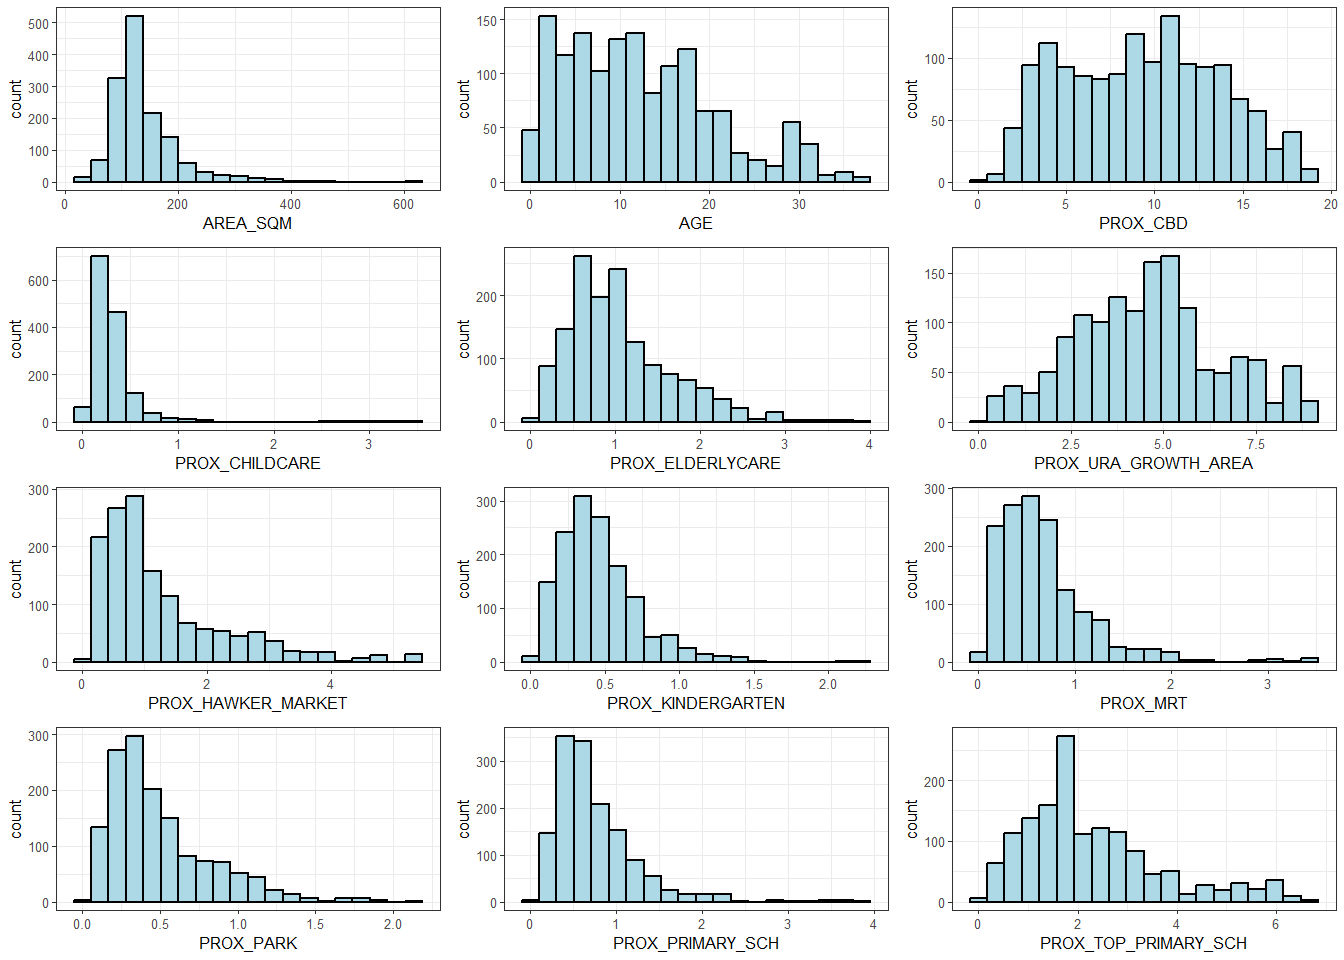 500
400
300
200
100
0
count
0 200 400 600
AREA_SQM
150
100
50
0
count
0 10 20 30
AGE
100
50
0
count
0 5 10 15 20
PROX_CBD
600
400
200
0
count
0 1 2 3
PROX_CHILDCARE
200
100
0
count
0 1 2 3 4
PROX_ELDERLYCARE
150
100
50
0
count
0.0 2.5 5.0 7.5
PROX_URA_GROWTH_AREA
300
200
100
0
count
0 2 4
PROX_HAWKER_MARKET
300
200
100
0
count
0.0 0.5 1.0 1.5 2.0
PROX_KINDERGARTEN
300
200
100
0
count
0 1 2 3
PROX_MRT
300
200
100
0
count
0.0 0.5 1.0 1.5 2.0
PROX_PARK
300
200
100
0
count
0 1 2 3 4
PROX_PRIMARY_SCH
200
100
0
count
0 2 4 6
PROX_TOP_PRIMARY_SCH